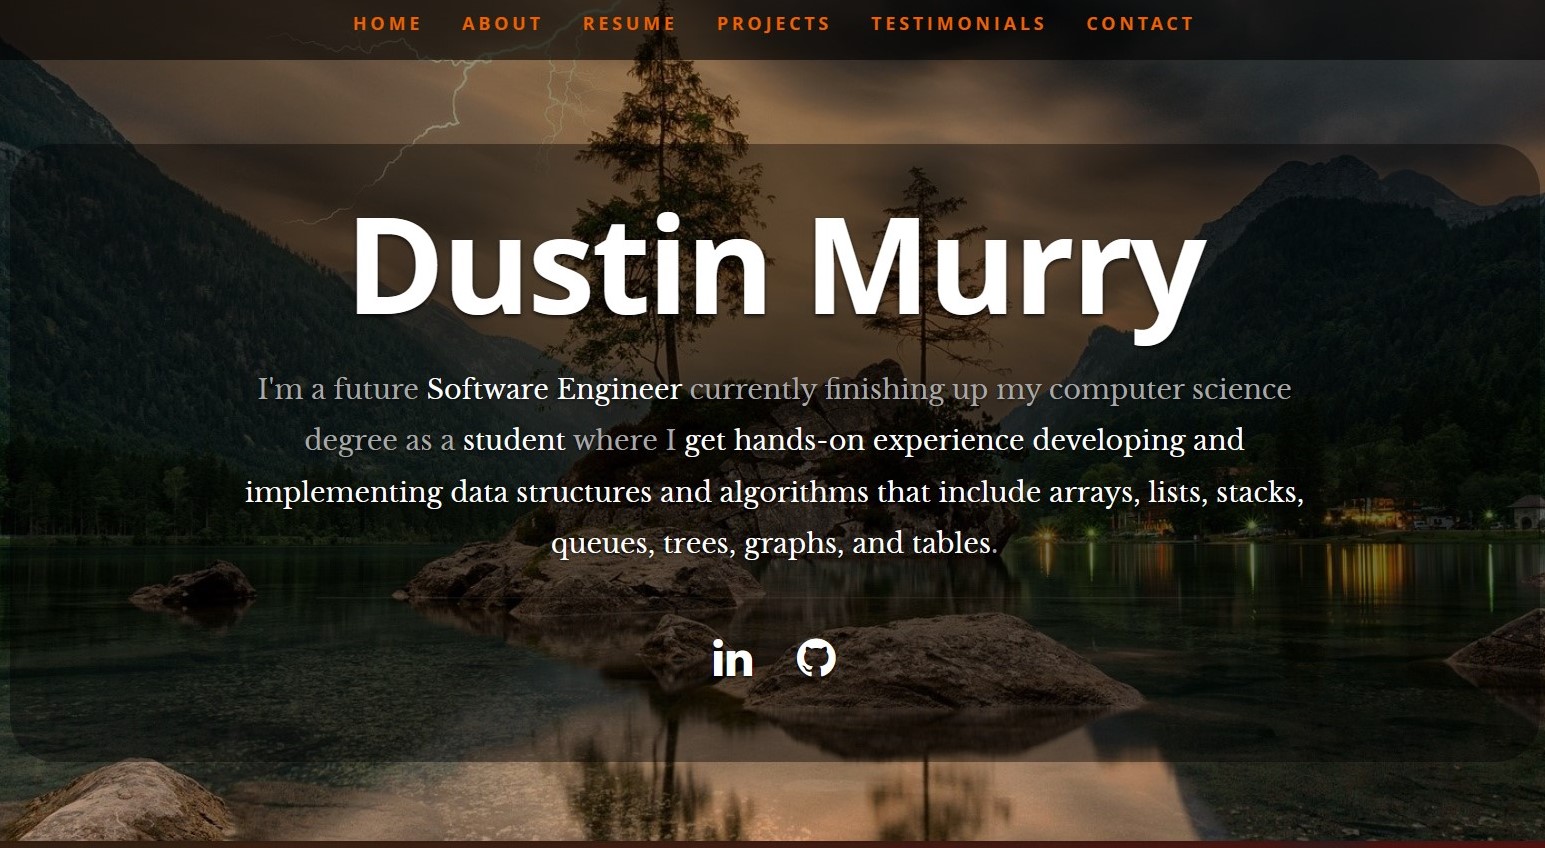 HOME ABOUT RESUME PROJECTS TESTIMONIALS CONTACT
Dustin Murry
I'm a future Software Engineer currently finishing up my computer science
degree as a student where I get hands-on experience developing and
implementing data structures and algorithms that include arrays, lists, stacks,
queues, trees, graphs, and tables.
in